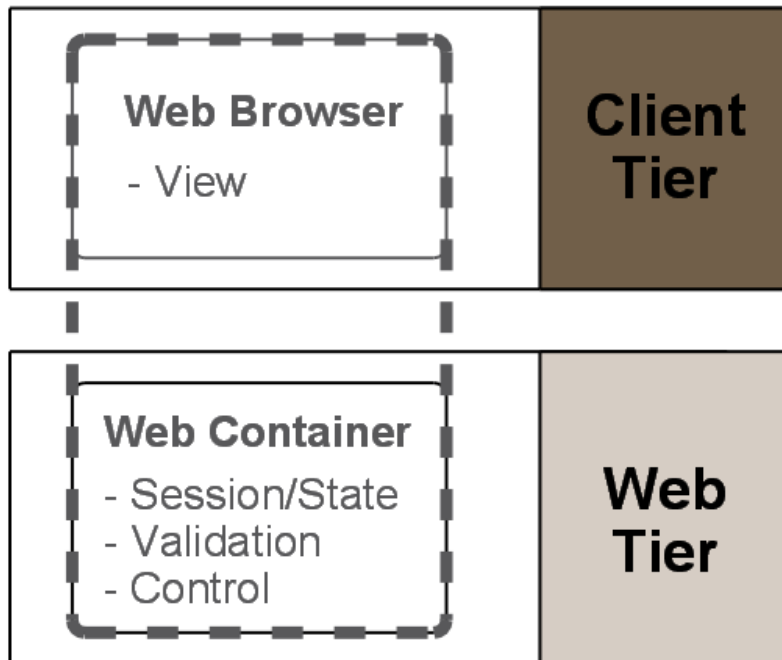 Web Browser
- View
Client
Tier
Web Container
- Session/State
- Validation
- Control
Web
Tier